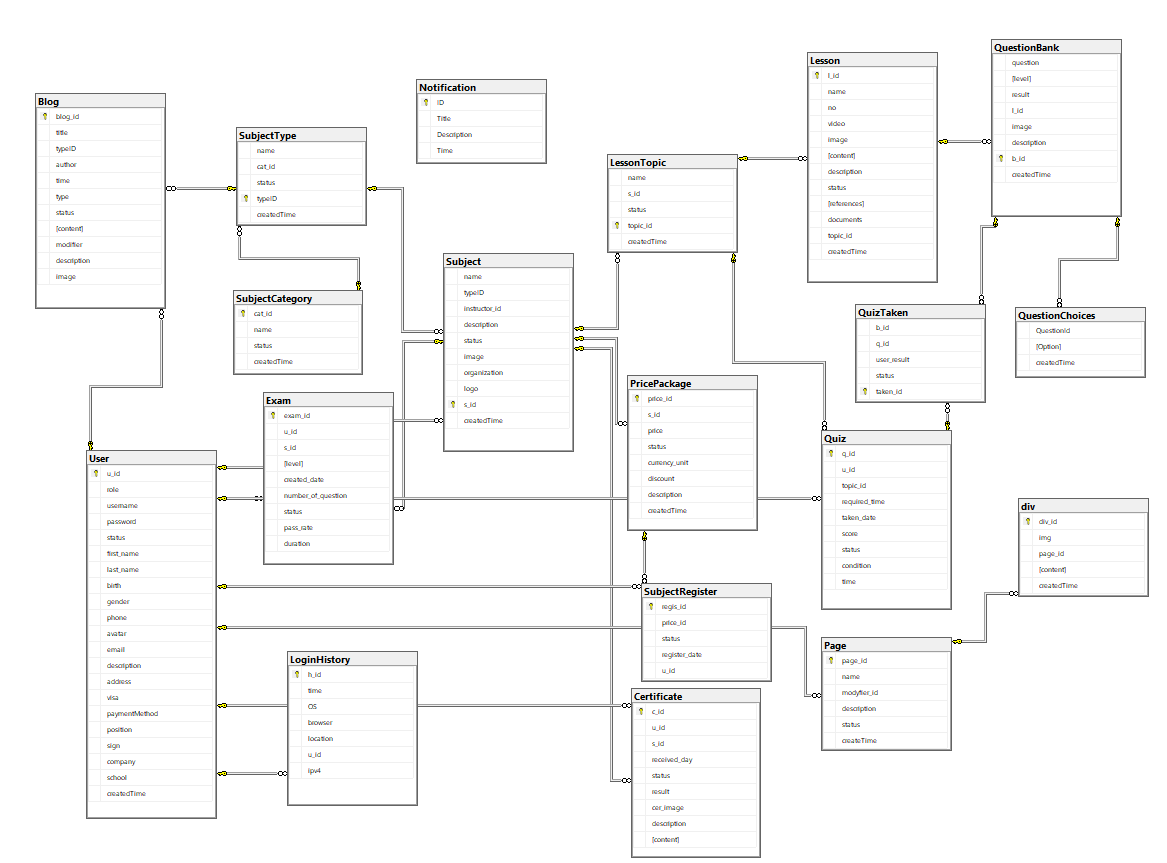 Blog
blog_id
title
typeID
author
time
type
status
[content]
modifier
description
image
SubjectType
name
cat_id
status
typeID
createdTime
SubjectCategory
cat_id
name
status
createdTime
Notification
ID
Title
Description
Time
Subject
name
typeID
instructor_id
description
status
image
organization
logo
s_id
createdTime
LessonTopic
name
s_id
status
topic_id
createdTime
Lesson
l_id
name
no
video
image
[content]
description
status
[references]
documents
topic_id
createdTime
QuestionBank
question
[level]
result
l_id
image
description
b_id
createdTime
QuizTaken
b_id
q_id
user_result
status
taken_id
QuestionChoices
QuestionId
[Option]
createdTime
Exam
exam_id
u_id
s_id
[level]
created_date
number_of_question
status
pass_rate
duration
PricePackage
price_id
s_id
price
status
currency_unit
discount
description
createdTime
Quiz
q_id
u_id
topic_id
required_time
taken_date
score
status
condition
time
User
u_id
role
username
password
status
first_name
last_name
birth
gender
phone
avatar
email
description
address
visa
paymentMethod
position
sign
company
school
createdTime
div
div_id
img
page_id
[content]
createdTime
SubjectRegister
regis_id
price_id
status
register_date
u_id
LoginHistory
h_id
time
OS
browser
location
u_id
ipv4
Page
page_id
name
modyfier_id
description
status
createTime
Certificate
c_id
u_id
s_id
received_day
status
result
cer_image
description
[content]